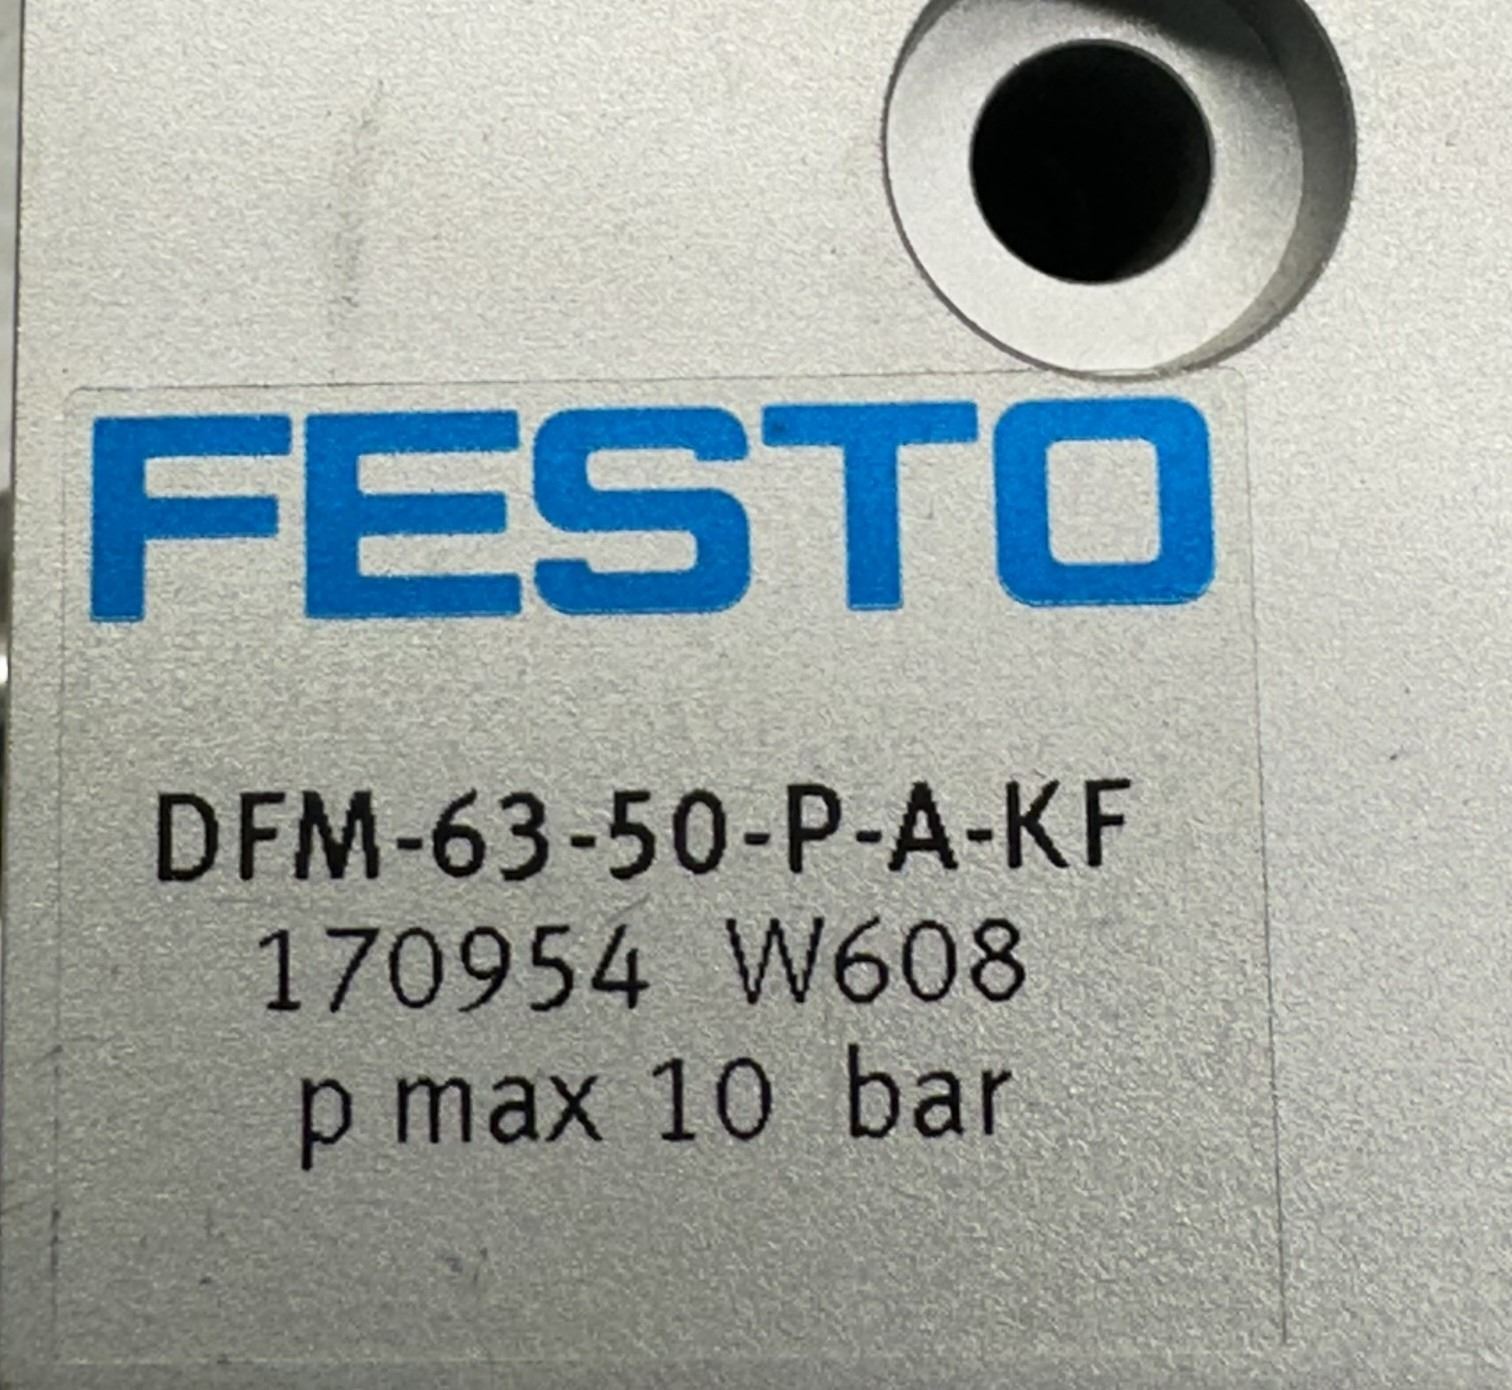 FESTO
DFM-63-50-P-A-KF
170954 W608
p max 10 bar